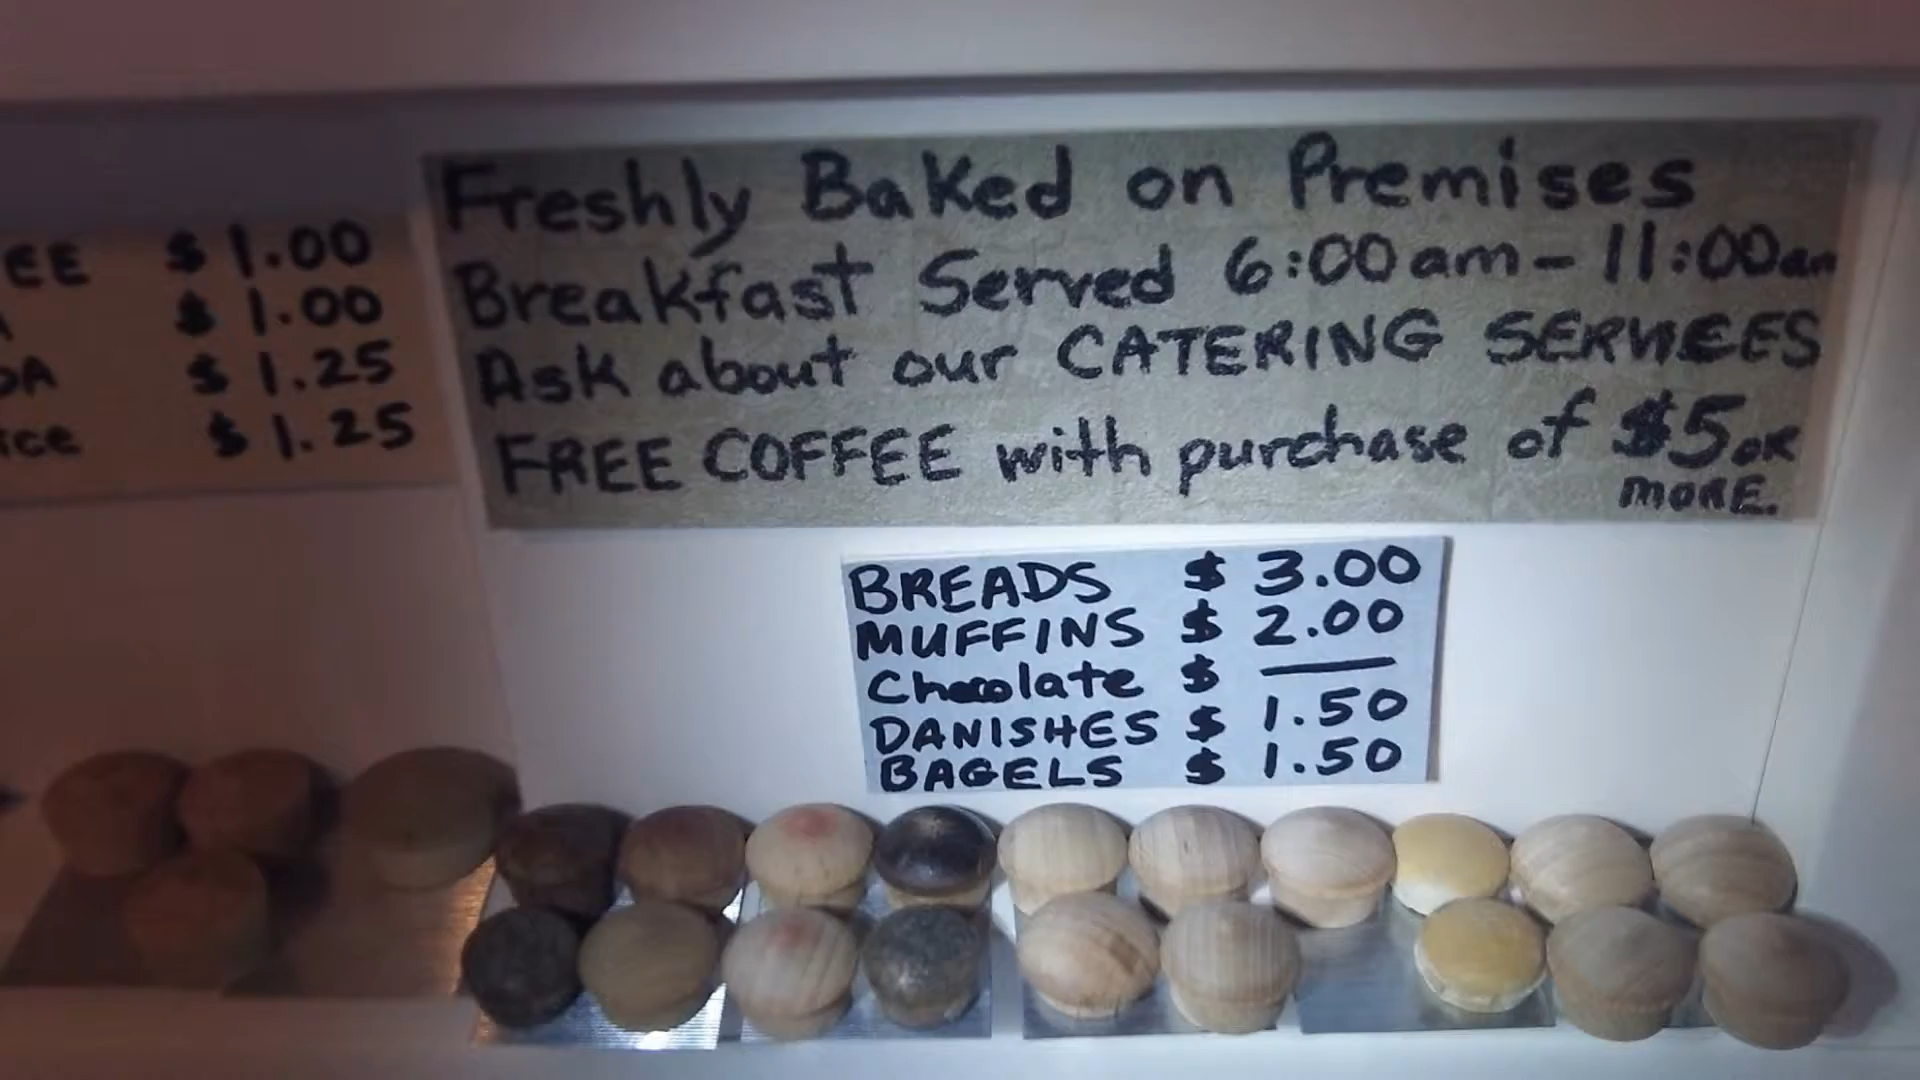 EE $1.00
$1.00
DA $1.25
ice $1.25
Freshly Baked on Premises
Breakfast Served 6:00am-11:00am
Ask about our CATERING SERVICES
FREE COFFEE with purchase of $5 OR
MORE.
BREADS $3.00
MUFFINS $2.00
Chocolate $ —
DANISHES $1.50
BAGELS $1.50